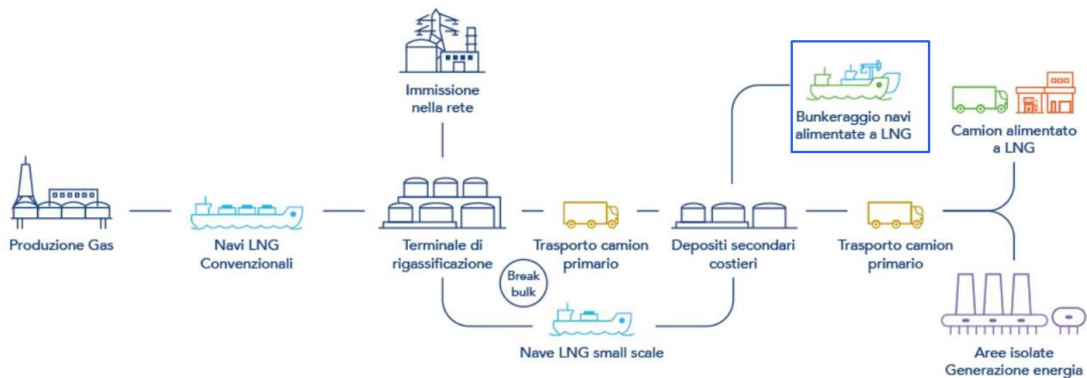 Immissione
nella rete
Bunkeraggio navi
alimentate a LNG
Camion alimentato
a LNG
Produzione Gas
Navi LNG
Convenzionali
Terminale di
rigassificazione
Trasporto camion
primario
Depositi secondari
costieri
Trasporto camion
primario
Break
bulk
Nave LNG small scale
Aree isolate
Generazione energia